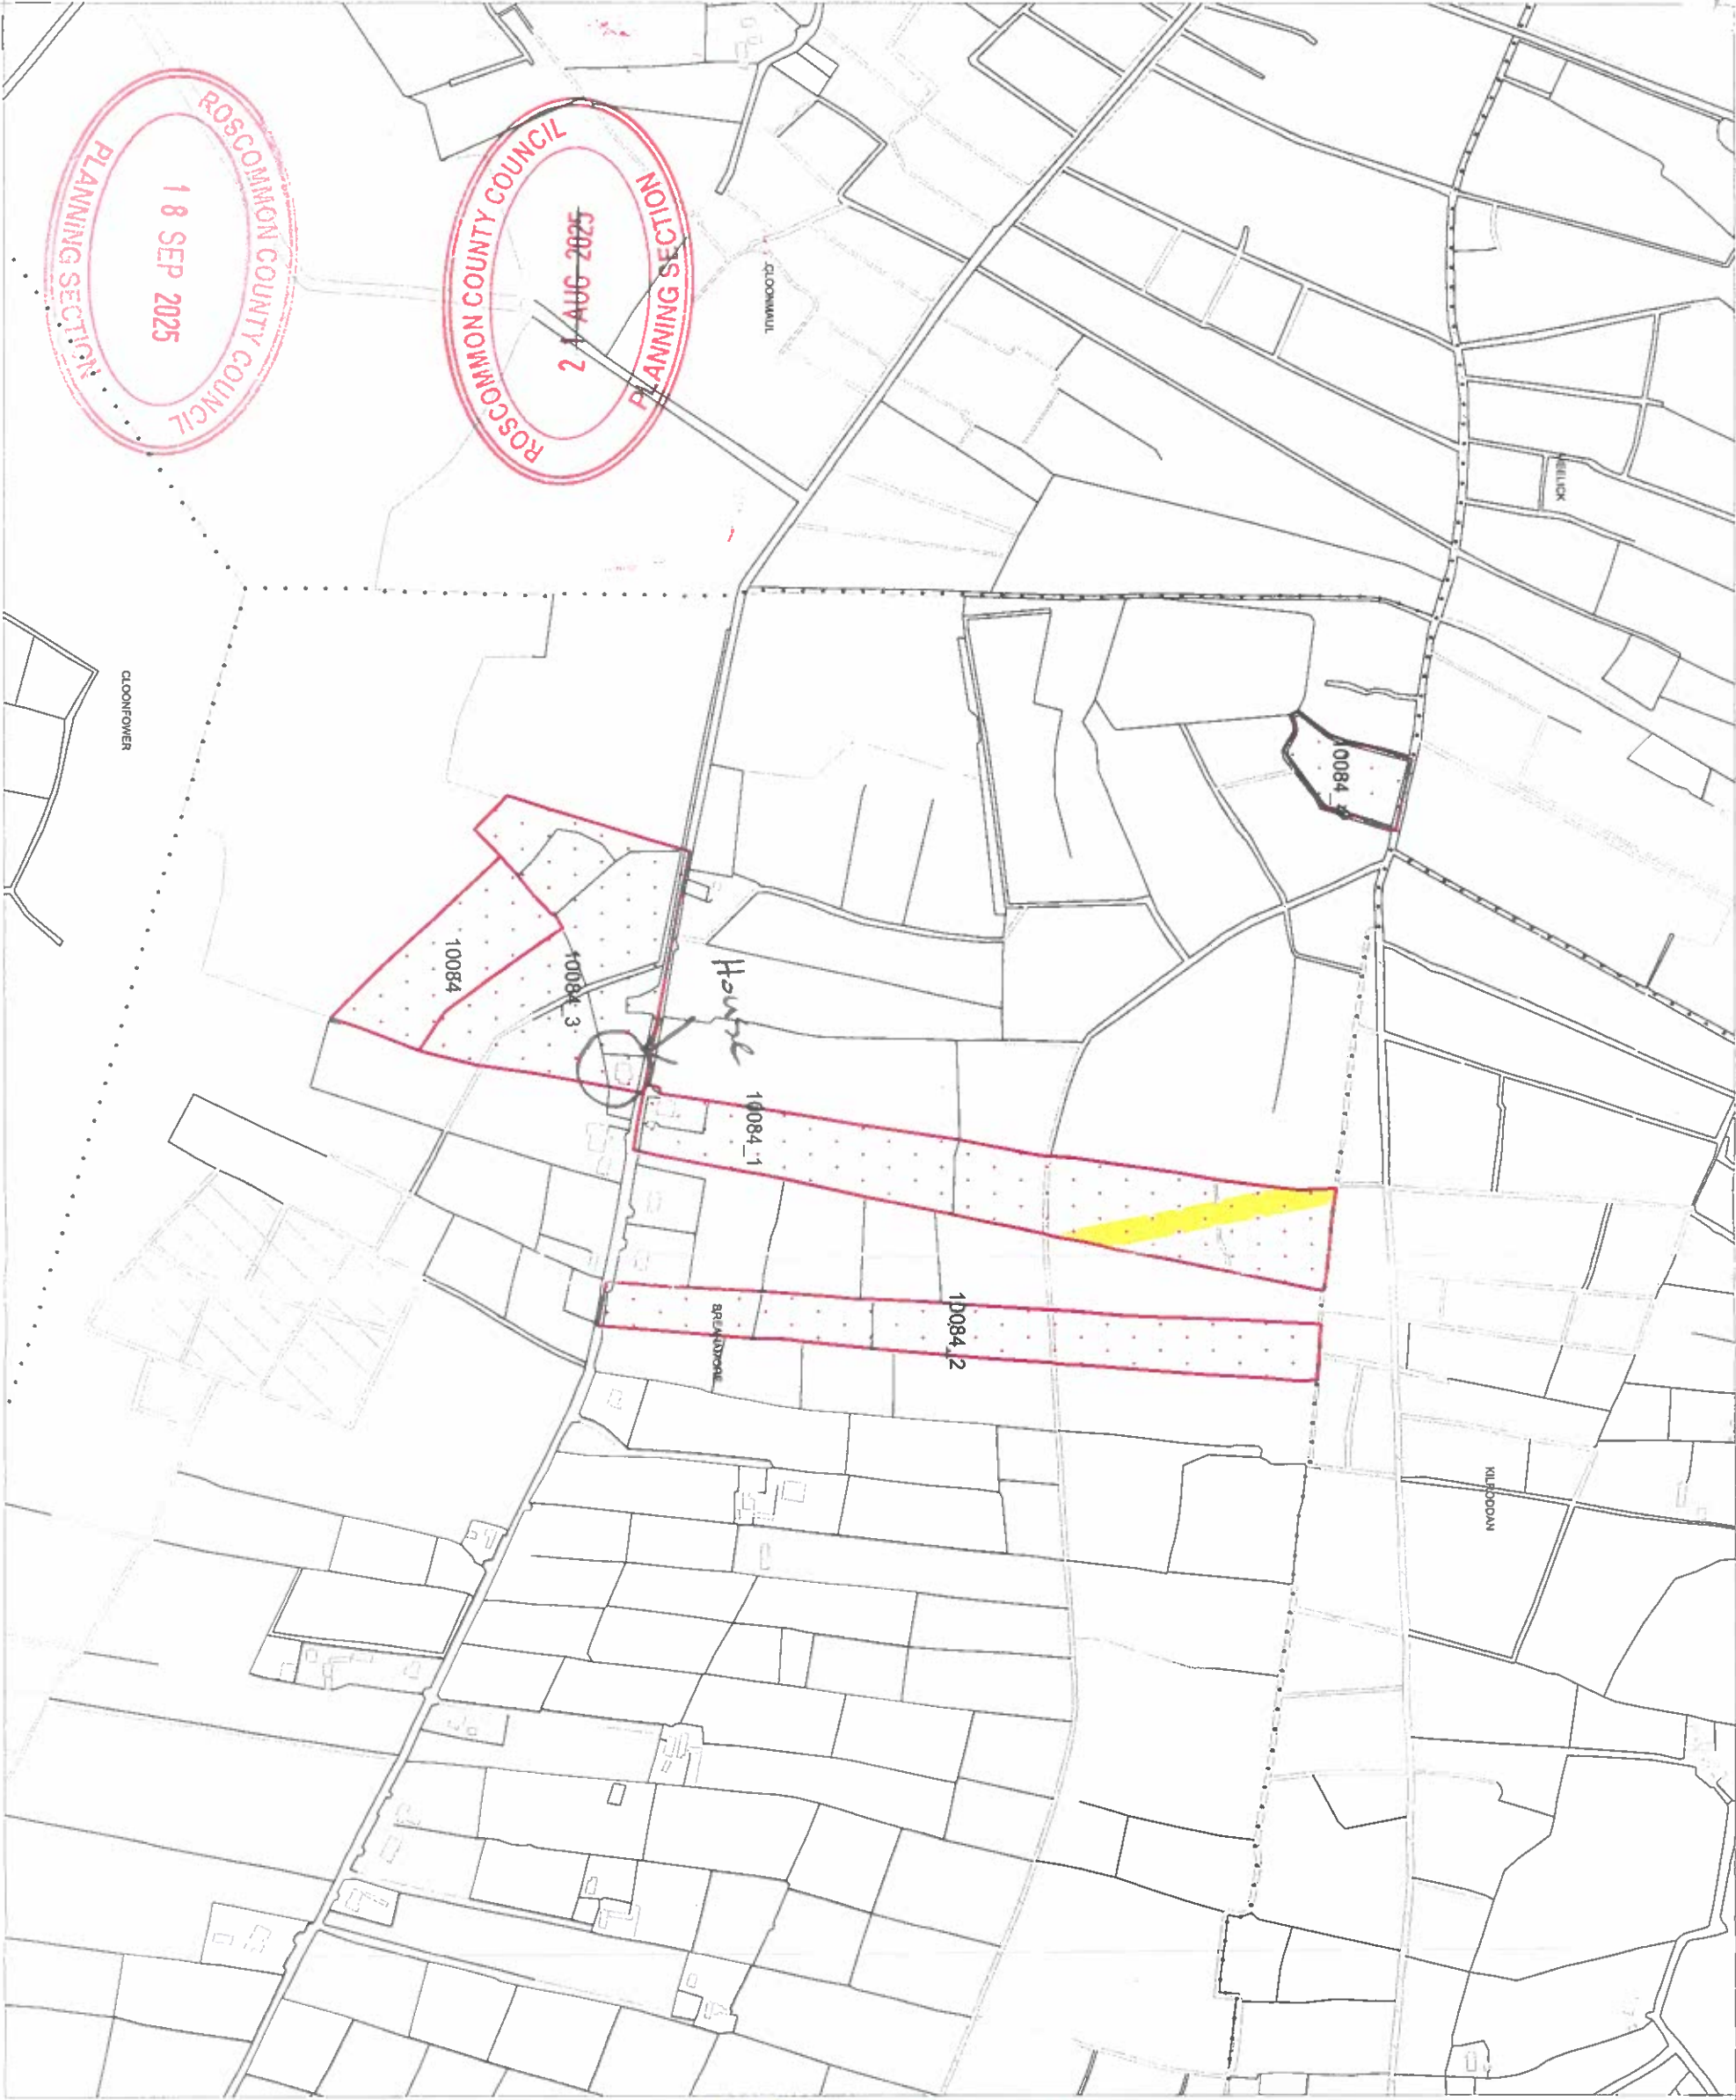 ROSCOMMON COUNTY COUNCIL
18 SEP 2025
PLANNING SECTION
PLANNING SECTION
21 AUG 2025
ROSCOMMON COUNTY COUNCIL
CLOONMAUL
CLOONFOWER
10084
10084_3
House
10084_1
10084_2
KILRODDAN